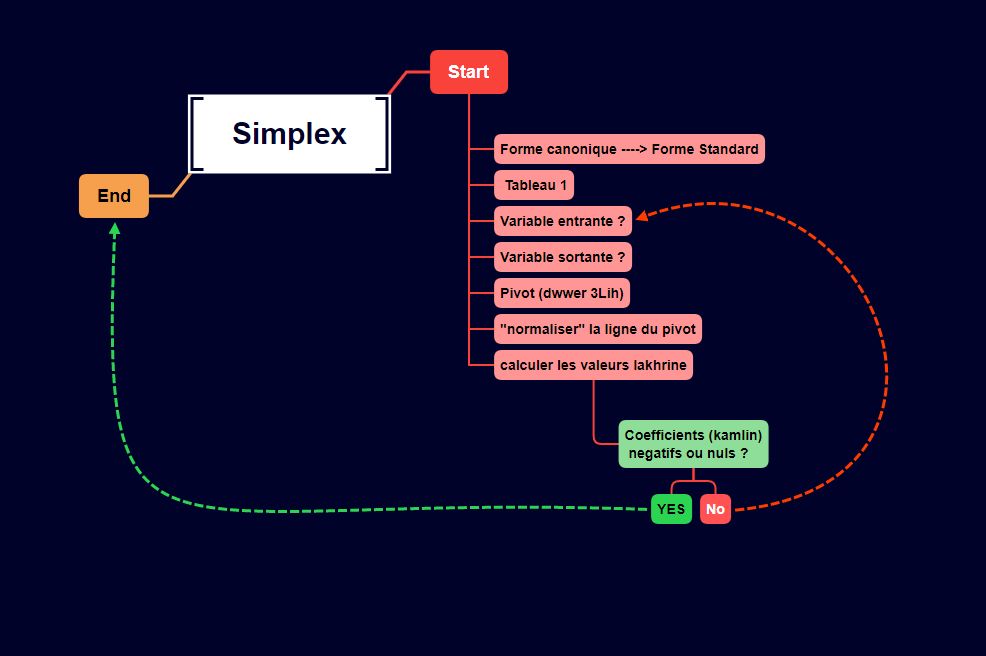 Start
Simplex
End
Forme canonique ----> Forme Standard
Tableau 1
Variable entrante ?
Variable sortante ?
Pivot (dwwer 3Lih)
"normaliser" la ligne du pivot
calculer les valeurs lakhrine
Coefficients (kamlin)
negatifs ou nuls ?
YES
No